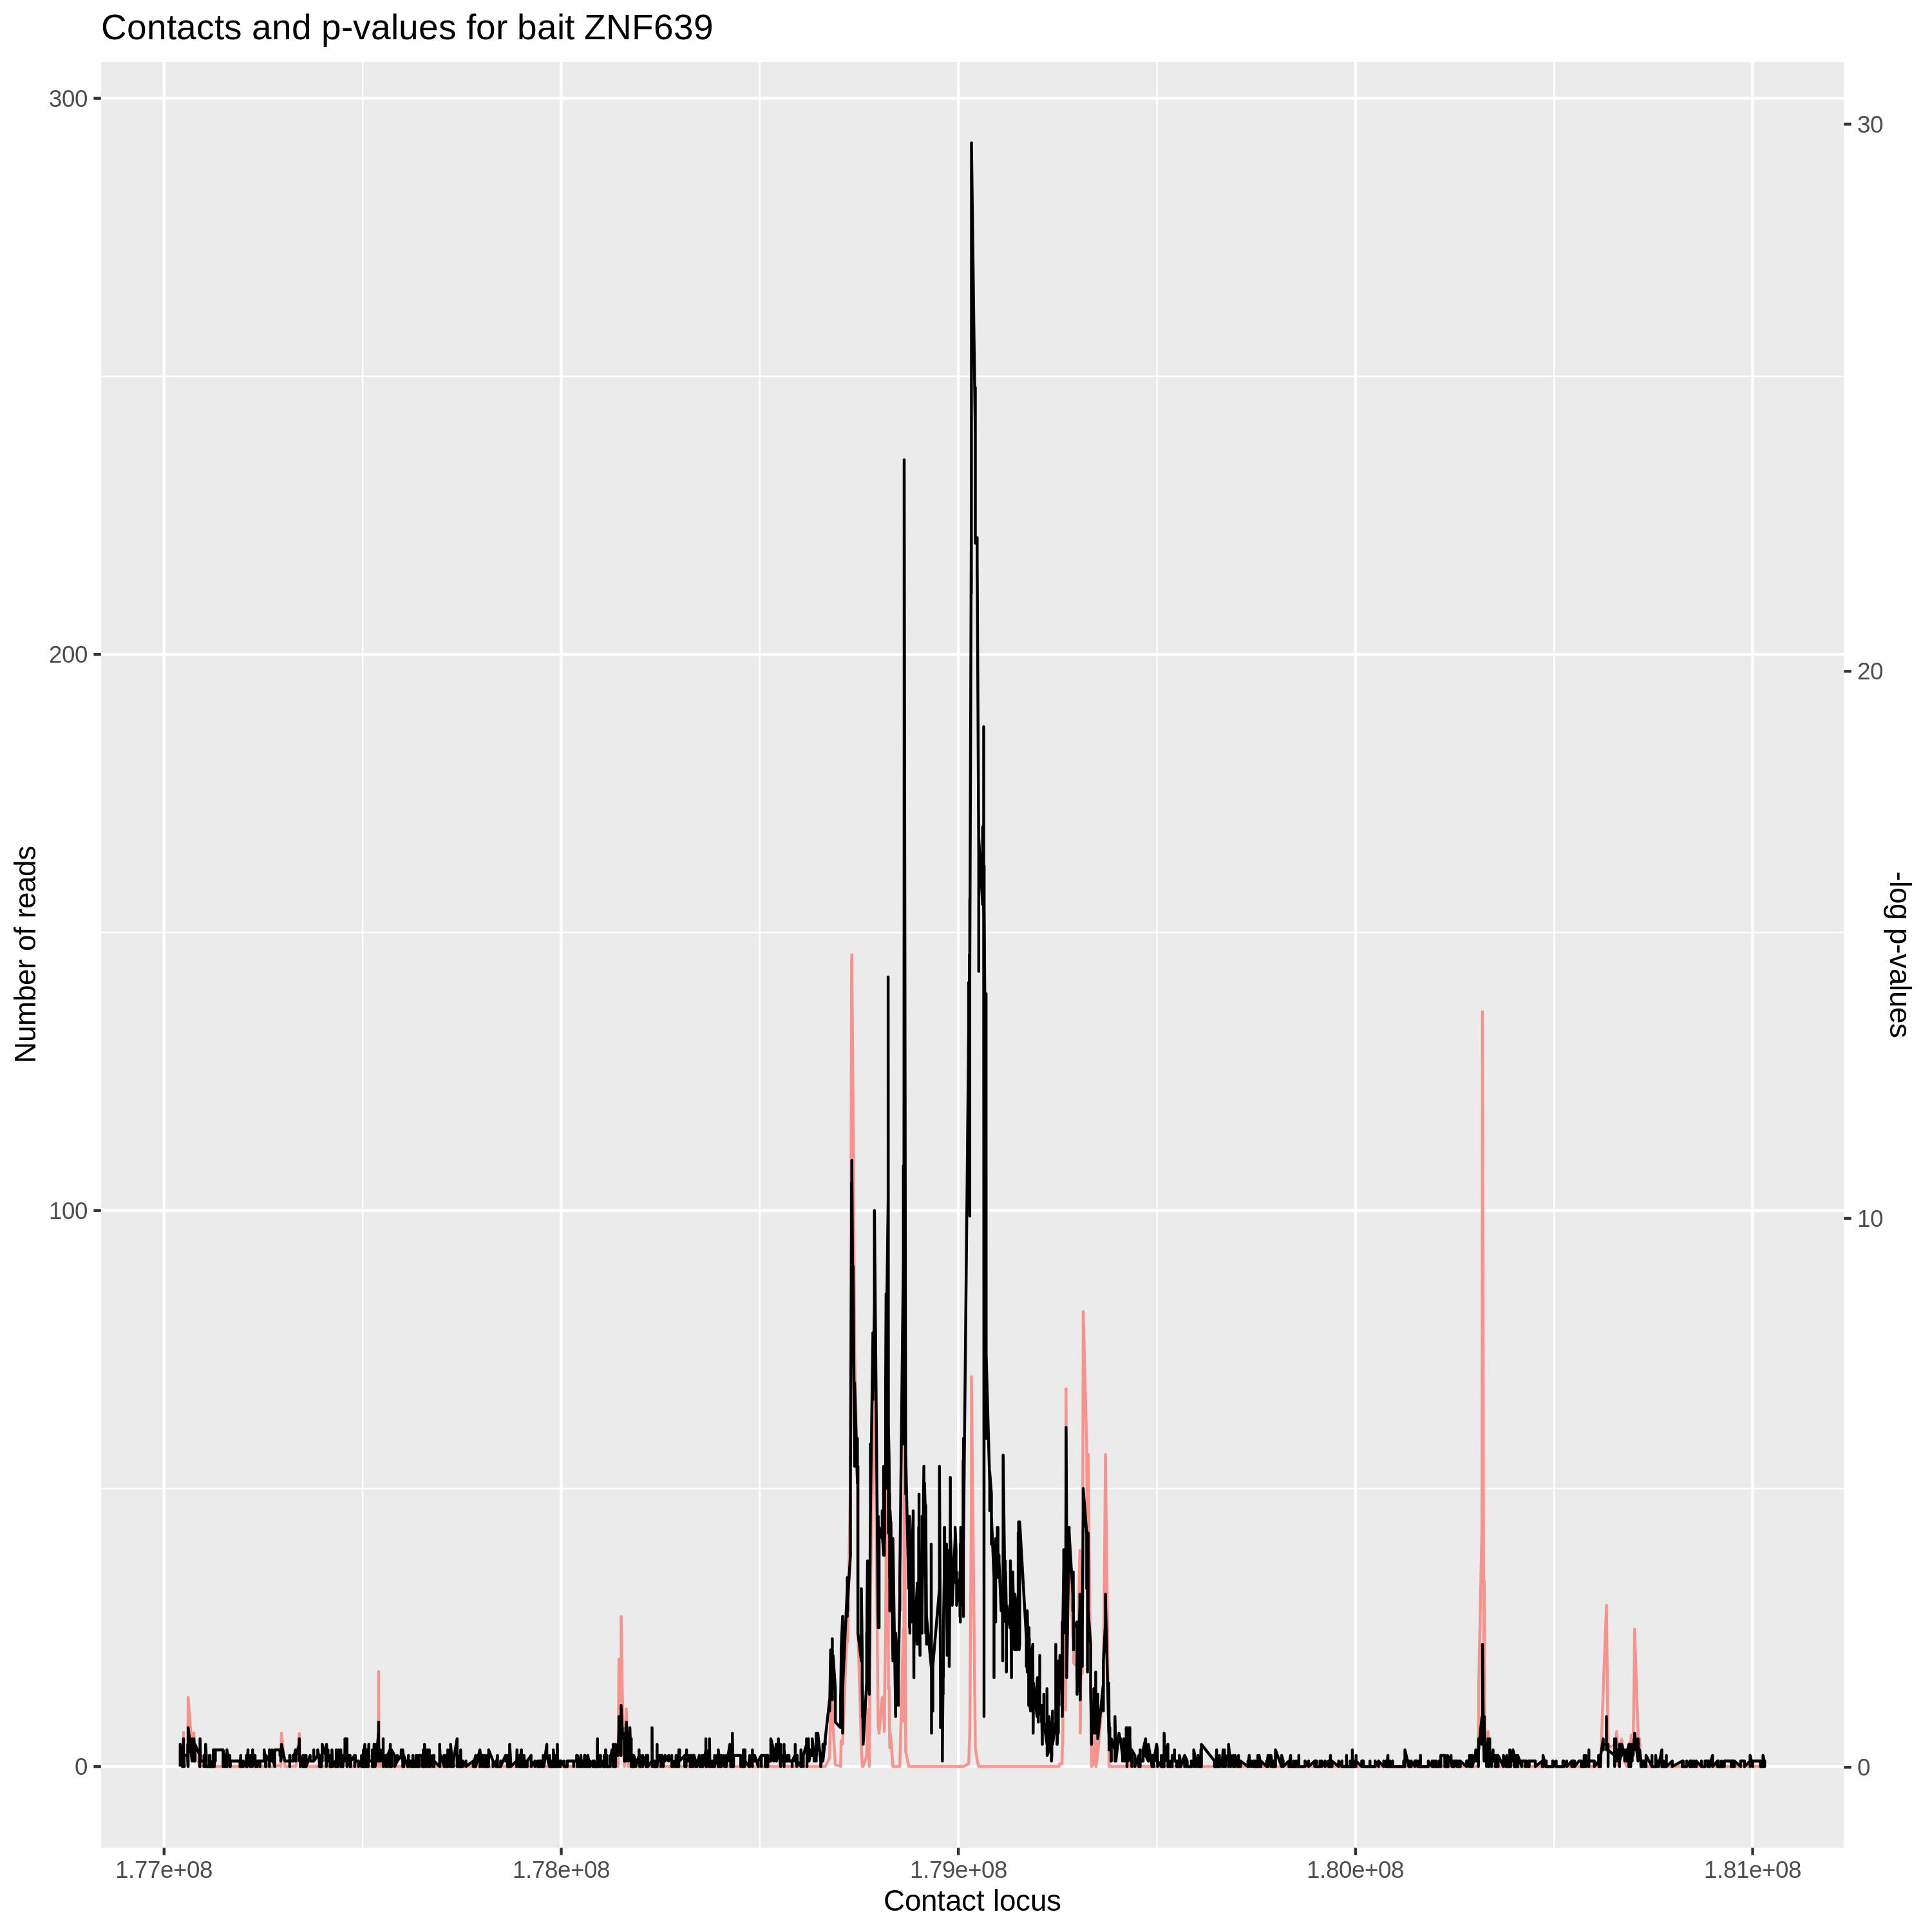 Contacts and p-values for bait ZNF639
300
200
100
0
Number of reads
30
20
10
0
-log p-values
1.77e+08
1.78e+08
1.79e+08
1.80e+08
1.81e+08
Contact locus